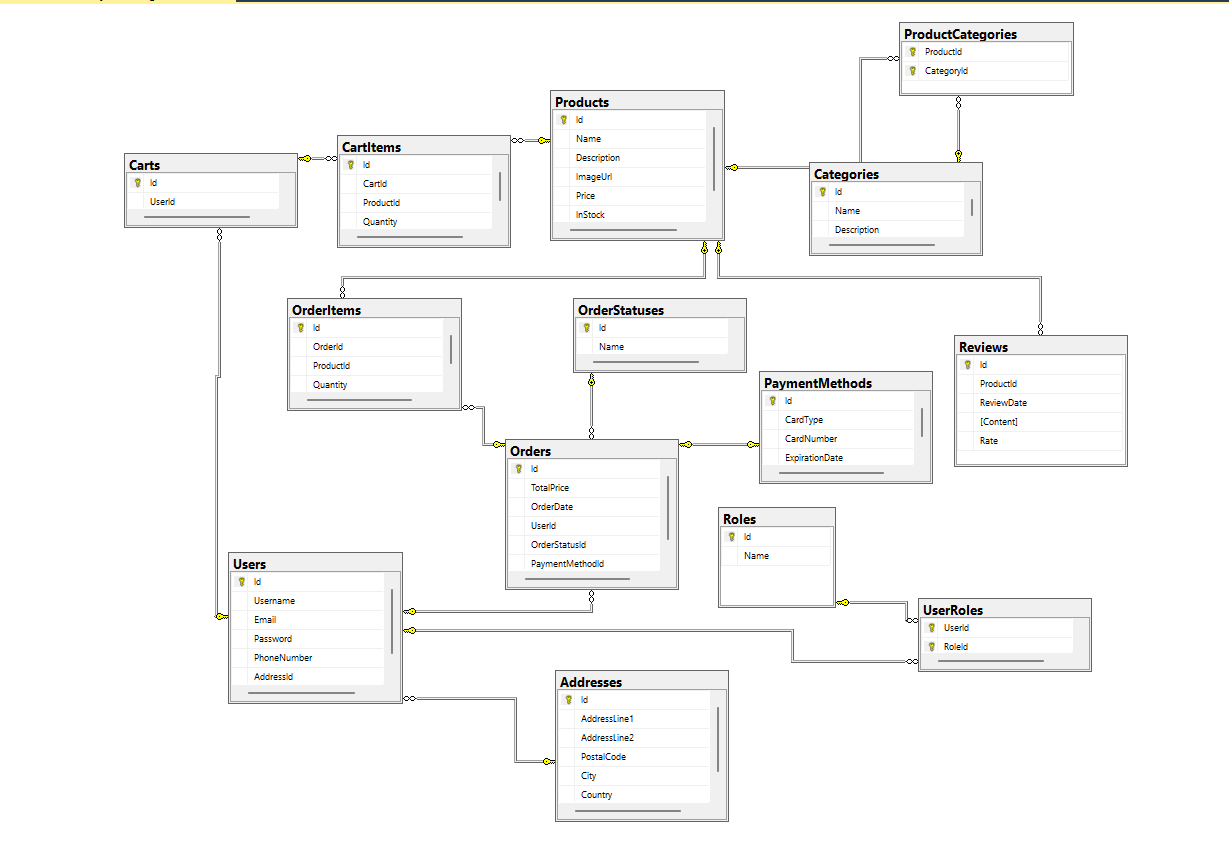 ProductCategories
ProductId
CategoryId
Products
Id
Name
Description
ImageUrl
Price
InStock
CartItems
Id
CartId
ProductId
Quantity
Carts
Id
UserId
Categories
Id
Name
Description
OrderItems
Id
OrderId
ProductId
Quantity
OrderStatuses
Id
Name
Reviews
Id
ProductId
ReviewDate
[Content]
Rate
PaymentMethods
Id
CardType
CardNumber
ExpirationDate
Orders
Id
TotalPrice
OrderDate
UserId
OrderStatusId
PaymentMethodId
Roles
Id
Name
Users
Id
Username
Email
Password
PhoneNumber
AddressId
UserRoles
UserId
RoleId
Addresses
Id
AddressLine1
AddressLine2
PostalCode
City
Country